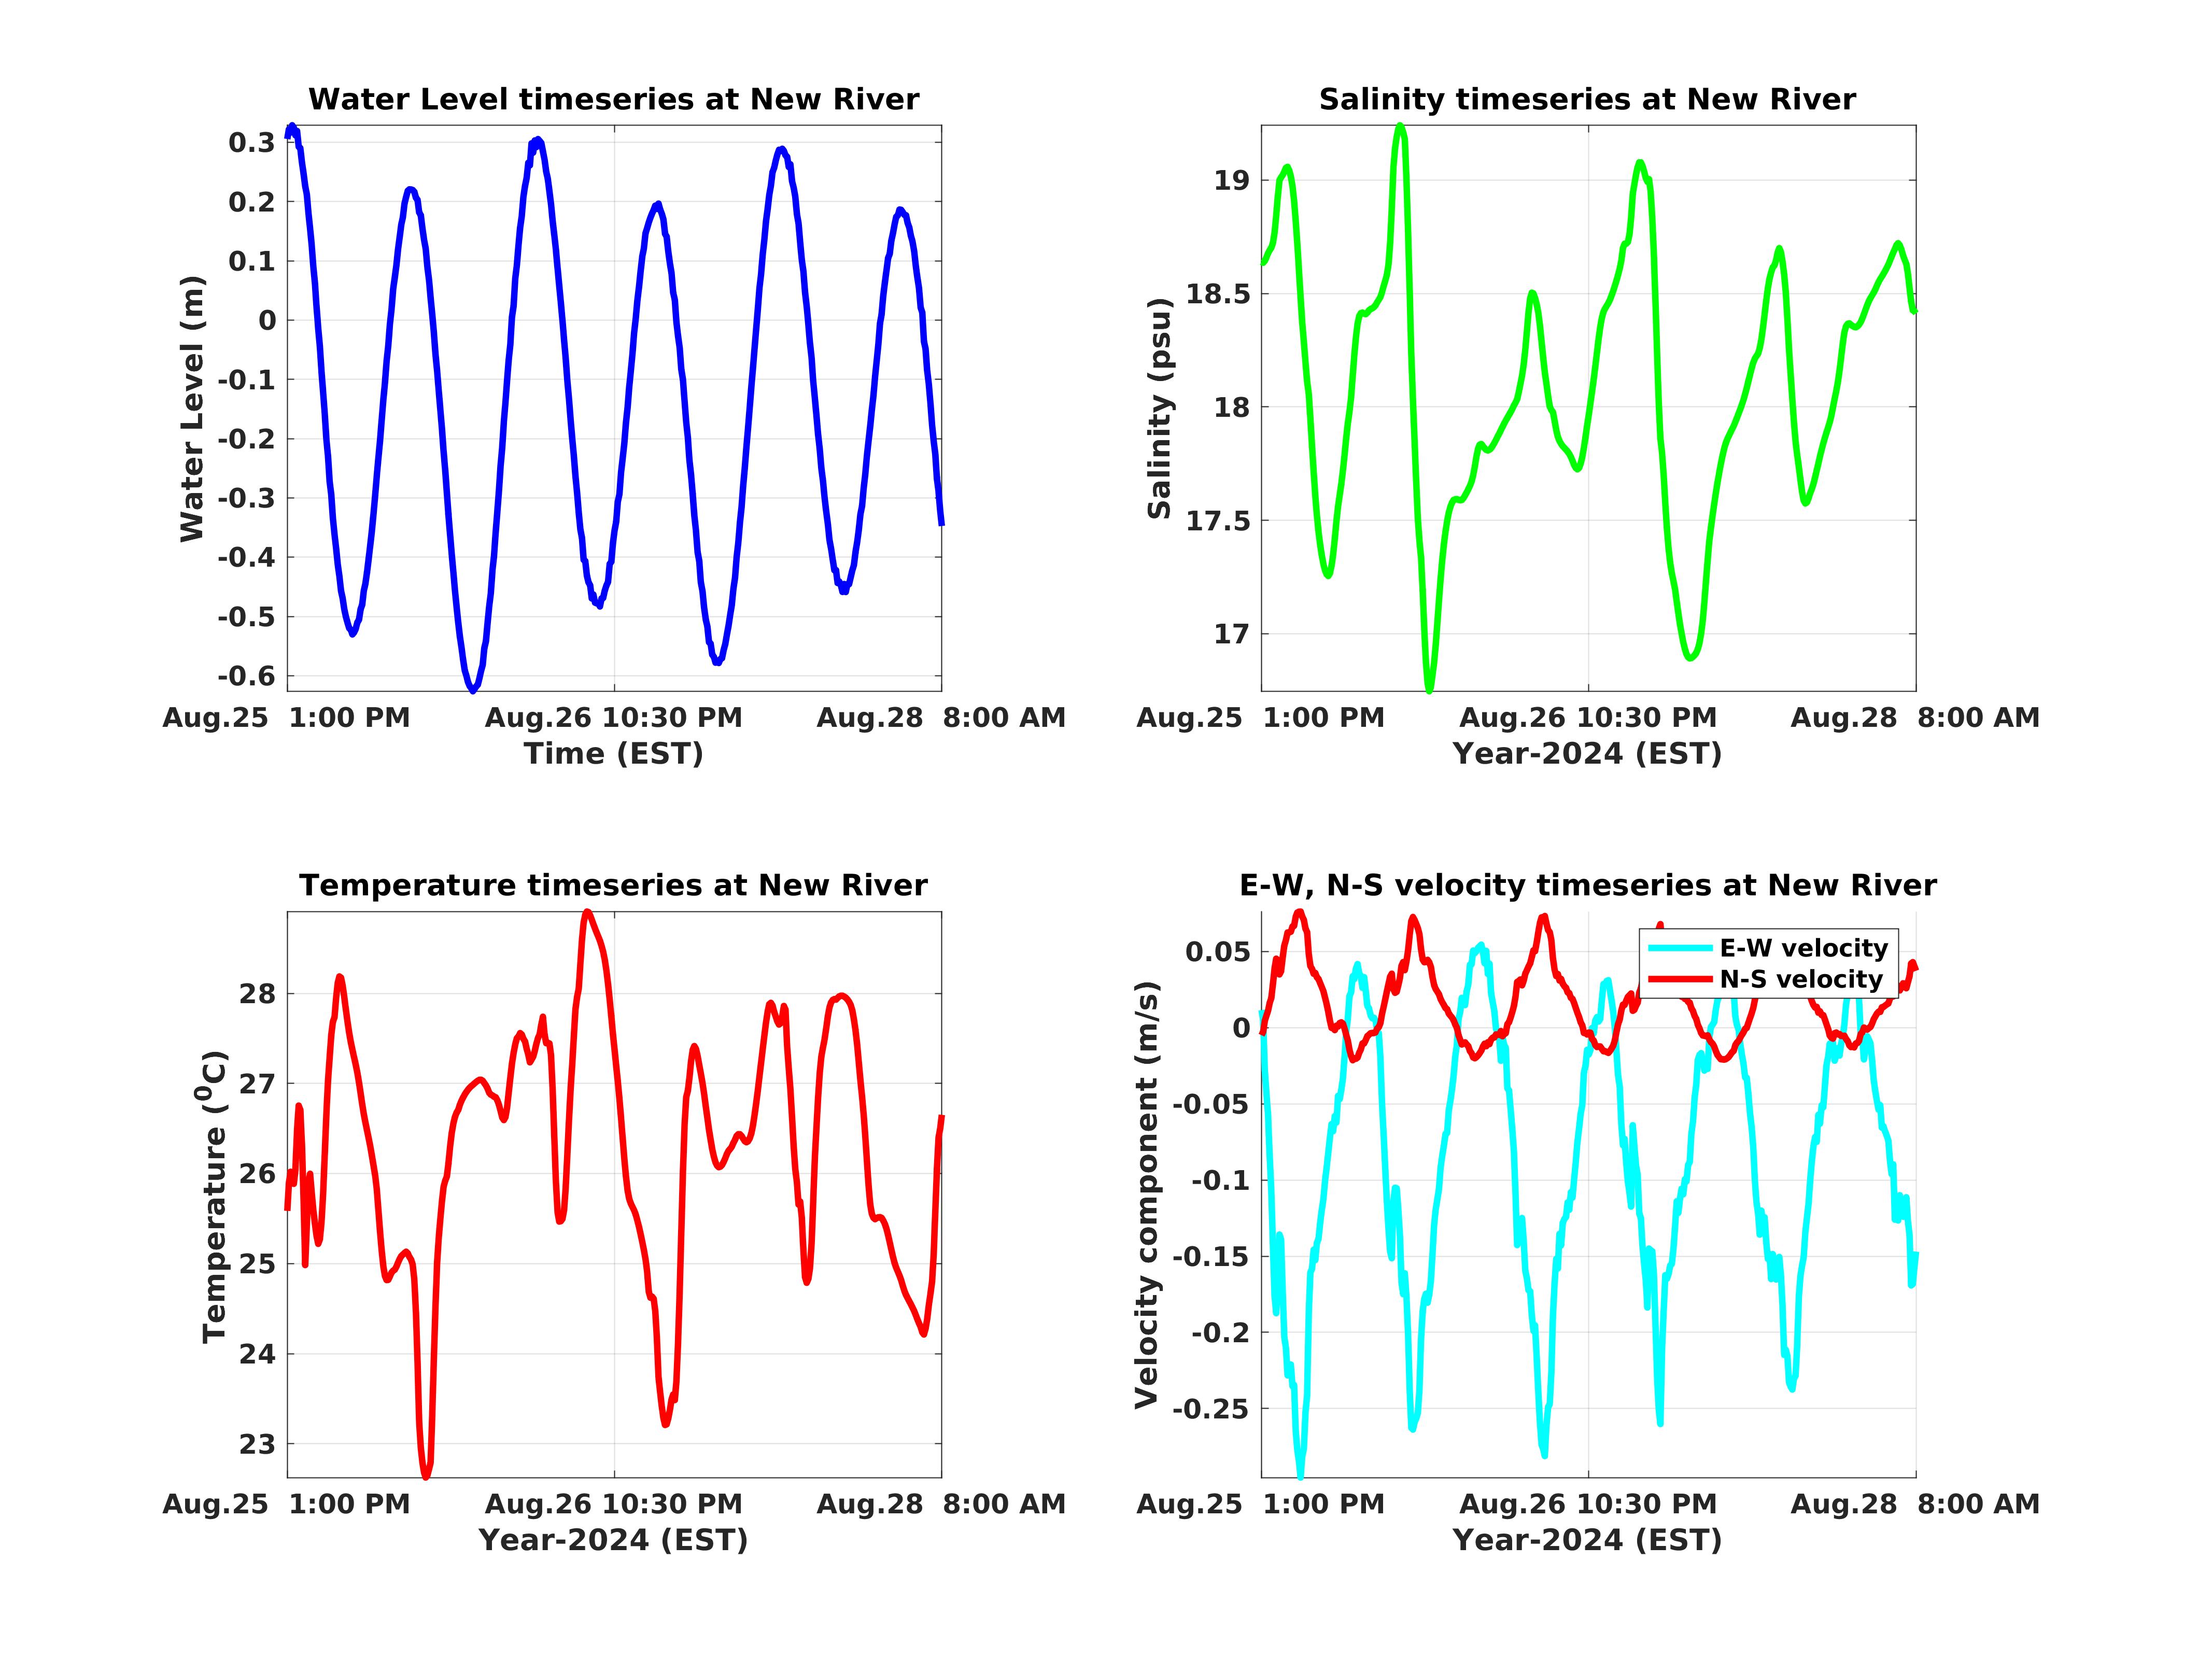 Water Level timeseries at New River
Water Level (m)
0.3
0.2
0.1
0
-0.1
-0.2
-0.3
-0.4
-0.5
-0.6
Aug.25  1:00 PM
Aug.26 10:30 PM
Aug.28  8:00 AM
Time (EST)
Salinity timeseries at New River
Salinity (psu)
19
18.5
18
17.5
17
Aug.25  1:00 PM
Aug.26 10:30 PM
Aug.28  8:00 AM
Year-2024 (EST)
Temperature timeseries at New River
Temperature (⁰C)
28
27
26
25
24
23
Aug.25  1:00 PM
Aug.26 10:30 PM
Aug.28  8:00 AM
Year-2024 (EST)
E-W, N-S velocity timeseries at New River
Velocity component (m/s)
0.05
0
-0.05
-0.1
-0.15
-0.2
-0.25
E-W velocity
N-S velocity
Aug.25  1:00 PM
Aug.26 10:30 PM
Aug.28  8:00 AM
Year-2024 (EST)